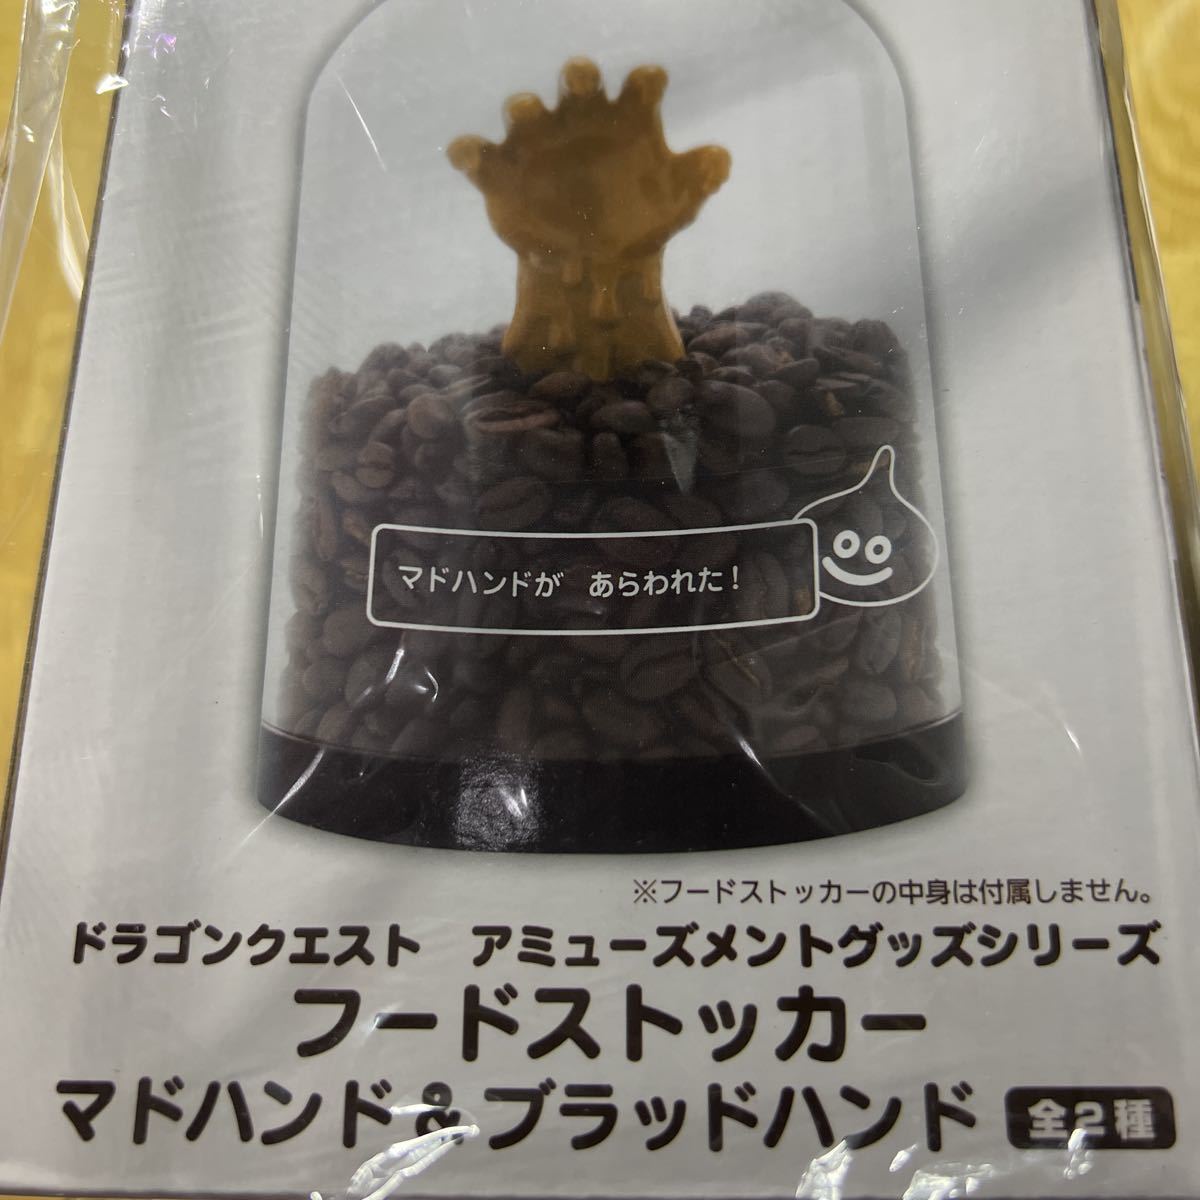 マドハンドが　あらわれた！
※フードストッカーの中身は付属しません。
ドラゴンクエスト　アミューズメントグッズシリーズ
フードストッカー
マドハンド＆ブラッドハンド 全2種